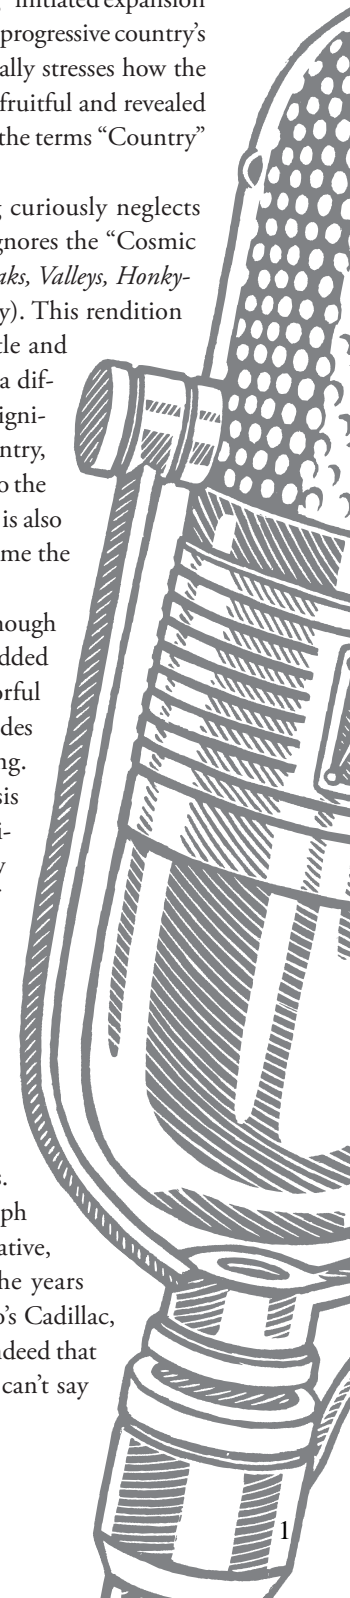 initiated expansion
progressive country's
ally stresses how the
fruitful and revealed
the terms “Country”
curiously neglects
gnores the “Cosmic
aks, Valleys, Honky-
y). This rendition
tle and
a dif-
igni-
ntry,
o the
is also
me the
hough
dded
orful
des
ng.
sis
i-
y
s.
ph
ative,
he years
o's Cadillac,
ndeed that
can't say
1